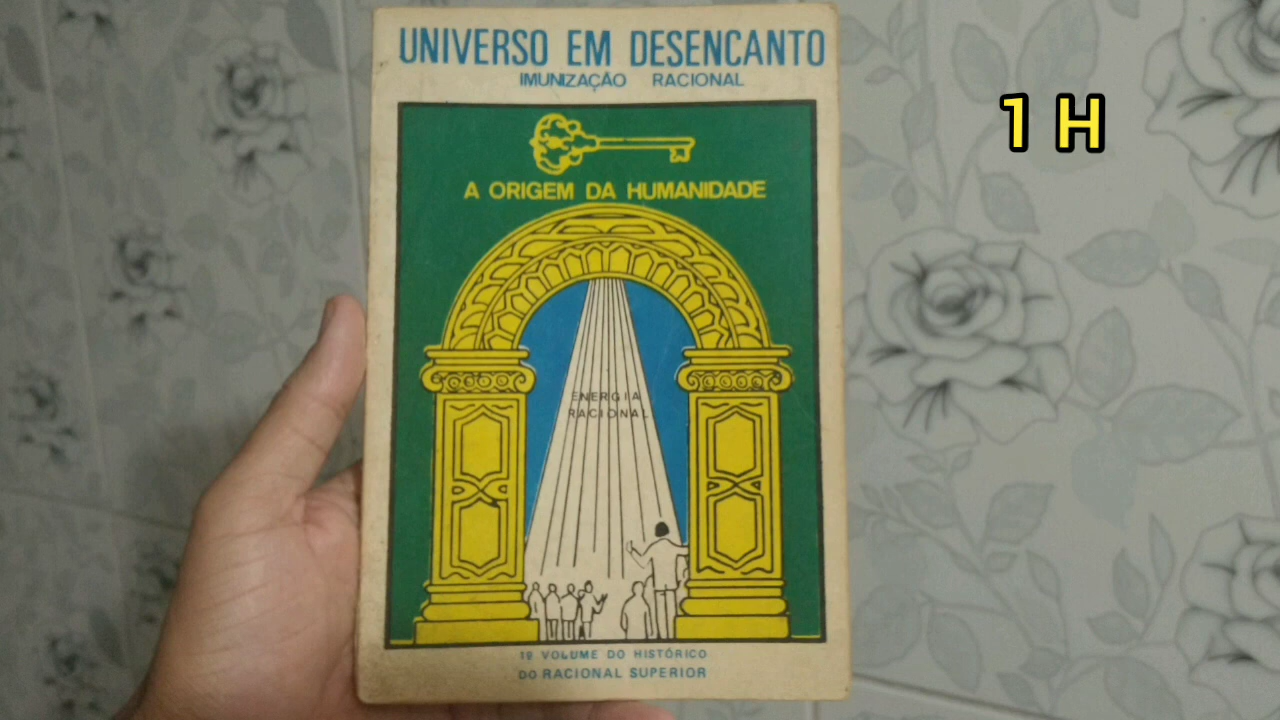 UNIVERSO EM DESENCANTO
IMUNIZAÇÃO RACIONAL
1 H
A ORIGEM DA HUMANIDADE
ENERGIA
RACIONAL
1º VOLUME DO HISTÓRICO
DO RACIONAL SUPERIOR